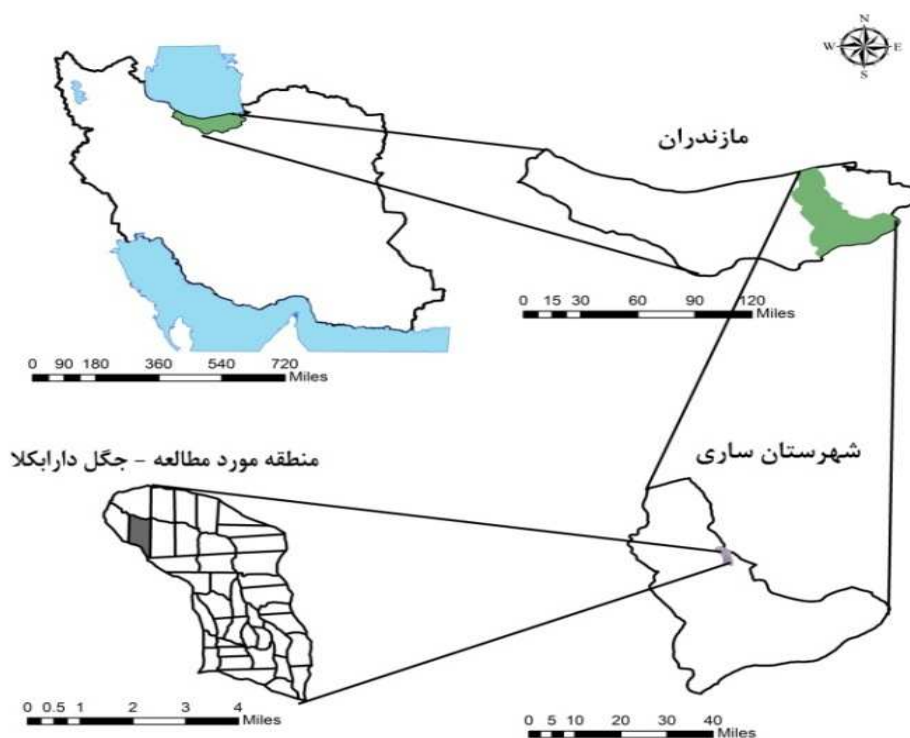 N
W E
S
مازندران
0 15 30 60 90 120
Miles
0 90 180 360 540 720
Miles
شهرستان ساری
منطقه مورد مطالعه - جگل دارابکلا
0 0.5 1 2 3 4
Miles
0 5 10 20 30 40
Miles